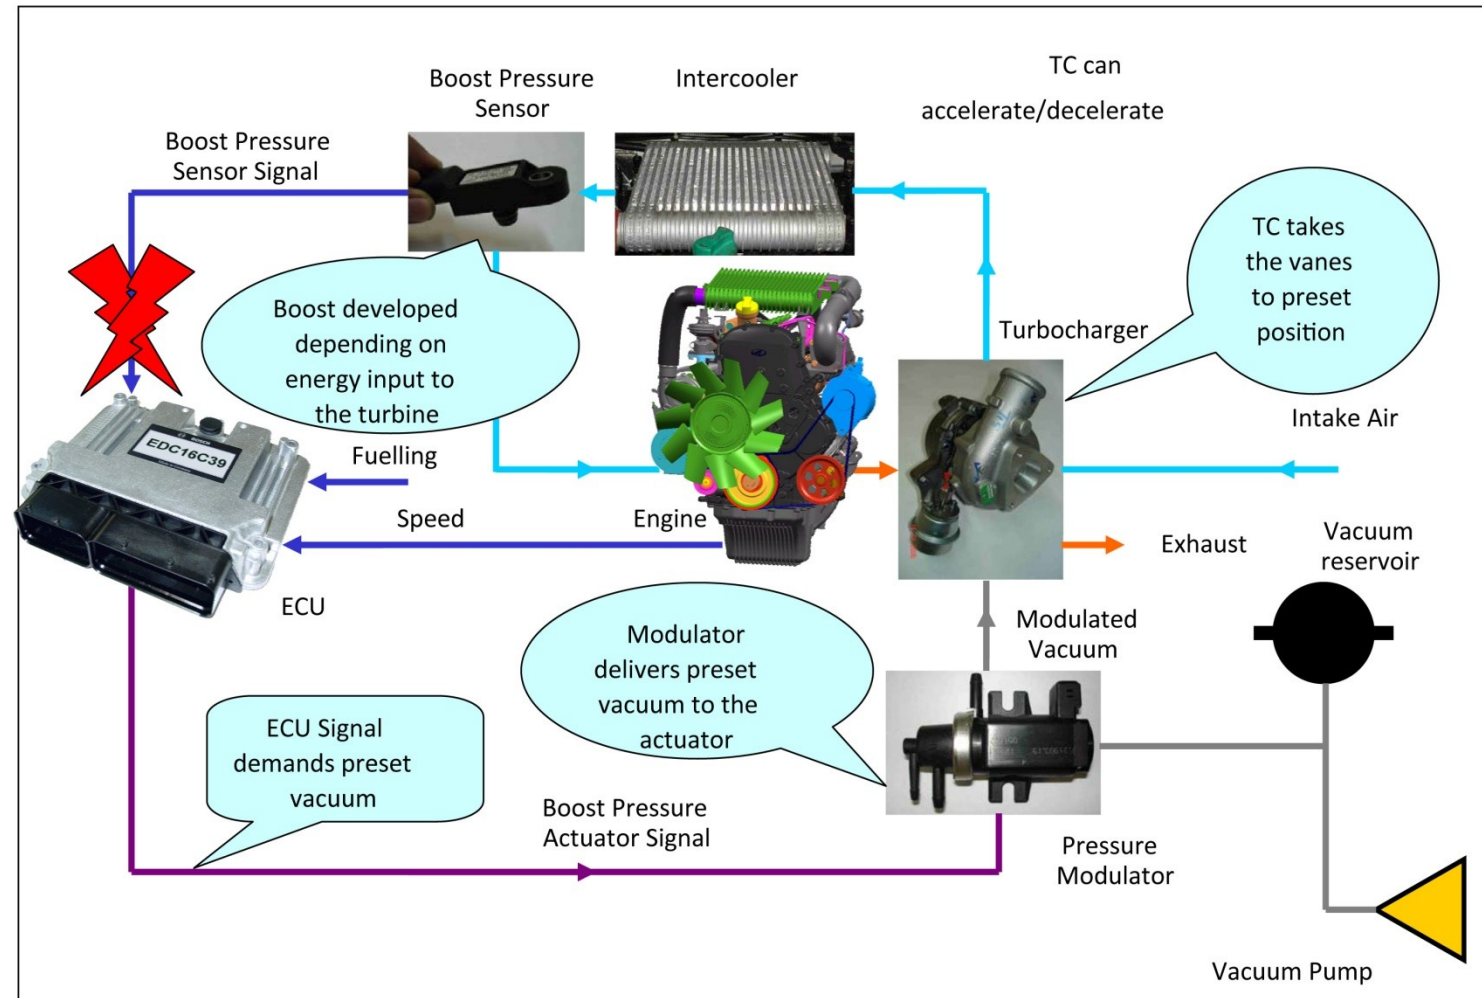 Boost Pressure
Sensor
Intercooler
TC can
accelerate/decelerate
Boost Pressure
Sensor Signal
TC takes
the vanes
to preset
position
Boost developed
depending on
energy input to
the turbine
Turbocharger
Intake Air
EDC16C39
Fuelling
Speed
Engine
Exhaust
Vacuum
reservoir
ECU
Modulator
delivers preset
vacuum to the
actuator
Modulated
Vacuum
ECU Signal
demands preset
vacuum
Boost Pressure
Actuator Signal
Pressure
Modulator
Vacuum Pump